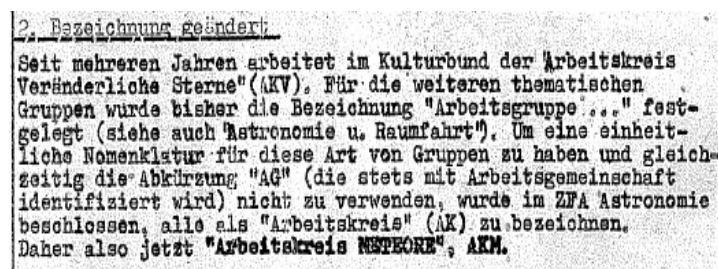 2. Bezeichnung geändert
Seit mehreren Jahren arbeitet im Kulturbund der "Arbeitskreis
Veränderliche Sterne" (AKV). Für die weiteren thematischen
Gruppen wurde bisher die Bezeichnung "Arbeitsgruppe ..." fest-
gelegt (siehe auch "Astronomie u. Raumfahrt"). Um eine einheit-
liche Nomenklatur für diese Art von Gruppen zu haben und gleich-
zeitig die Abkürzung "AG" (die stets mit Arbeitsgemeinschaft
identifiziert wird) nicht zu verwenden, wurde im ZFA Astronomie
beschlossen, alle als "Arbeitskreis" (AK) zu bezeichnen.
Daher also jetzt "Arbeitskreis METEORE", AKM.